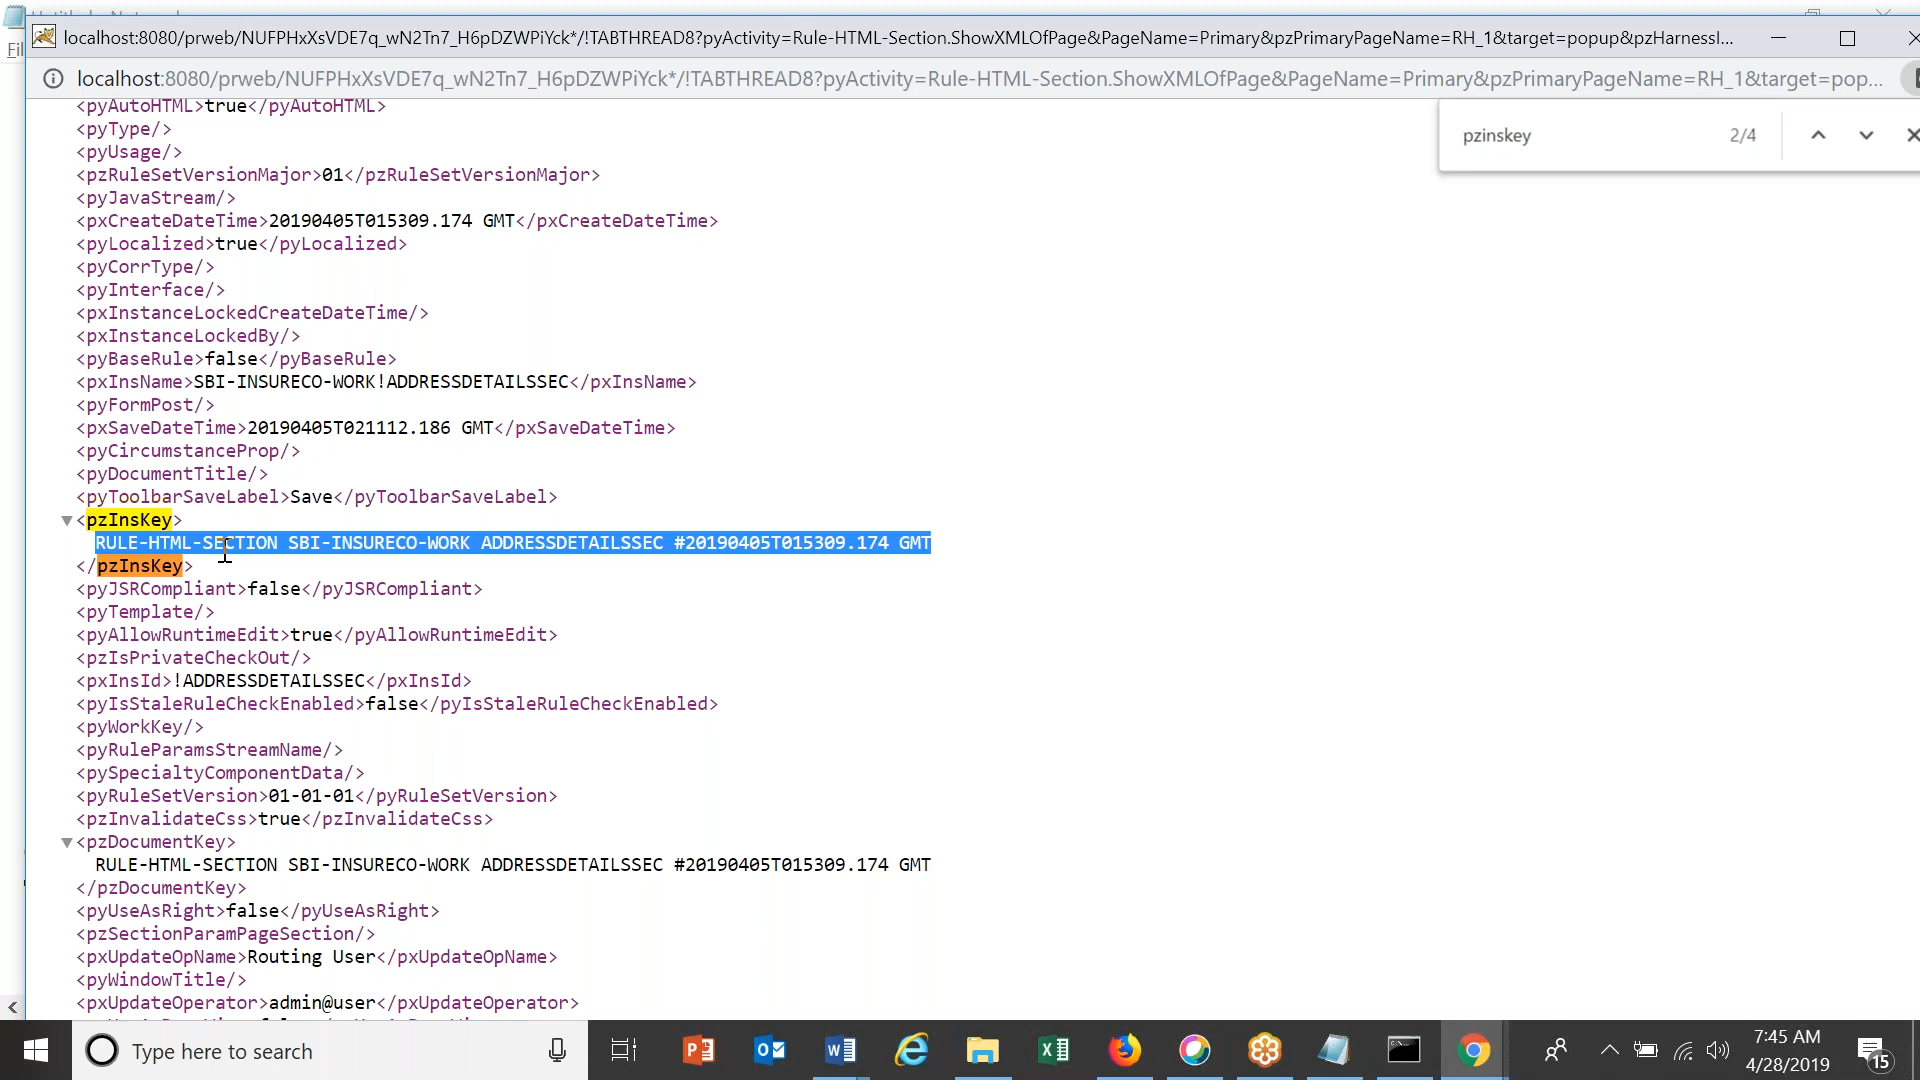 localhost:8080/prweb/NUFPHxXsVDE7q_wN2Tn7_H6pDZWPiYck*/!TABTHREAD8?pyActivity=Rule-HTML-Section.ShowXMLOfPage&PageName=Primary&pzPrimaryPageName=RH_1&target=popup&pzHarnessI...
Fil
localhost:8080/prweb/NUFPHxXsVDE7q_wN2Tn7_H6pDZWPiYck*/!TABTHREAD8?pyActivity=Rule-HTML-Section.ShowXMLOfPage&PageName=Primary&pzPrimaryPageName=RH_1&target=pop...
pzinskey 2/4
<pyAutoHTML>true</pyAutoHTML>
<pyType/>
<pyUsage/>
<pzRuleSetVersionMajor>01</pzRuleSetVersionMajor>
<pyJavaStream/>
<pxCreateDateTime>20190405T015309.174 GMT</pxCreateDateTime>
<pyLocalized>true</pyLocalized>
<pyCorrType/>
<pyInterface/>
<pxInstanceLockedCreateDateTime/>
<pxInstanceLockedBy/>
<pyBaseRule>false</pyBaseRule>
<pxInsName>SBI-INSURECO-WORK!ADDRESSDETAILSSEC</pxInsName>
<pyFormPost/>
<pxSaveDateTime>20190405T021112.186 GMT</pxSaveDateTime>
<pyCircumstanceProp/>
<pyDocumentTitle/>
<pyToolbarSaveLabel>Save</pyToolbarSaveLabel>
<pzInsKey>
RULE-HTML-SECTION SBI-INSURECO-WORK ADDRESSDETAILSSEC #20190405T015309.174 GMT
</pzInsKey>
<pyJSRCompliant>false</pyJSRCompliant>
<pyTemplate/>
<pyAllowRuntimeEdit>true</pyAllowRuntimeEdit>
<pzIsPrivateCheckOut/>
<pxInsId>!ADDRESSDETAILSSEC</pxInsId>
<pyIsStaleRuleCheckEnabled>false</pyIsStaleRuleCheckEnabled>
<pyWorkKey/>
<pyRuleParamsStreamName/>
<pySpecialtyComponentData/>
<pyRuleSetVersion>01-01-01</pyRuleSetVersion>
<pzInvalidateCss>true</pzInvalidateCss>
<pzDocumentKey>
RULE-HTML-SECTION SBI-INSURECO-WORK ADDRESSDETAILSSEC #20190405T015309.174 GMT
</pzDocumentKey>
<pyUseAsRight>false</pyUseAsRight>
<pzSectionParamPageSection/>
<pxUpdateOpName>Routing User</pxUpdateOpName>
<pyWindowTitle/>
<pxUpdateOperator>admin@user</pxUpdateOperator>
Type here to search
7:45 AM
4/28/2019
15